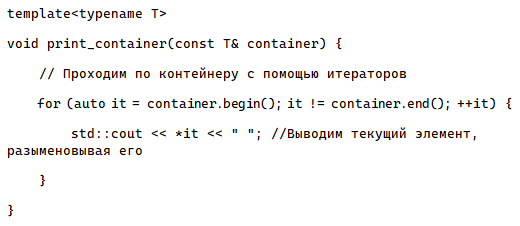 template<typename T>
void print_container(const T& container) {
// Проходим по контейнеру с помощью итераторов
for (auto it = container.begin(); it != container.end(); ++it) {
std::cout << *it << " "; //Выводим текущий элемент,
разыменовывая его
}
}